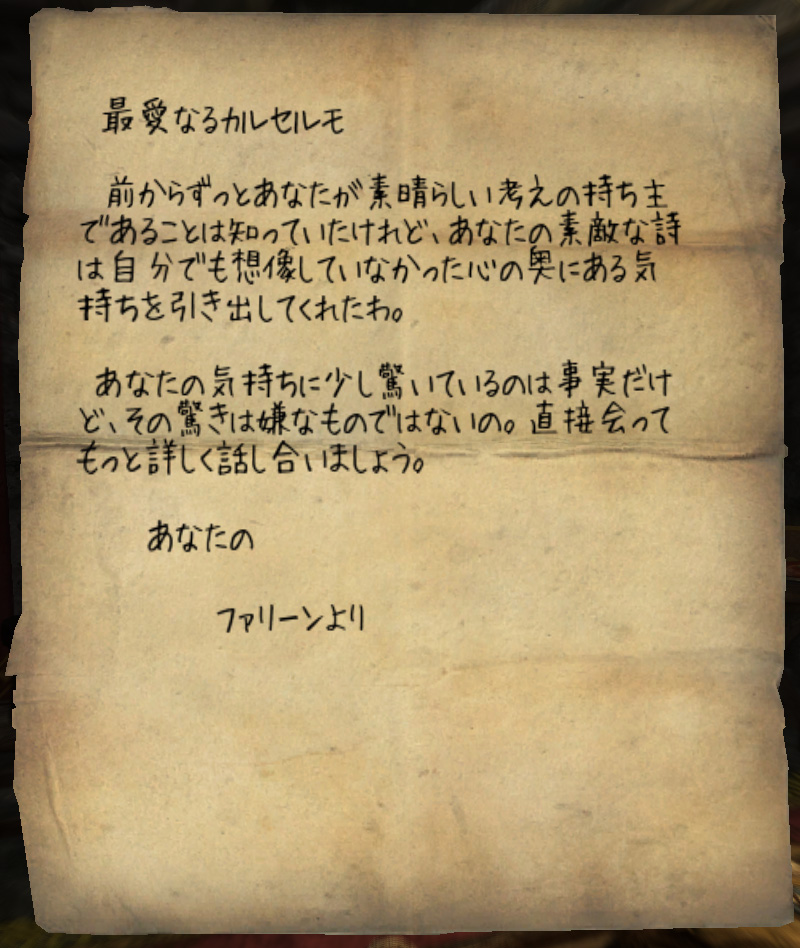 最愛なるカルセルモ
前からずっとあなたが素晴らしい考えの持ち主
であることは知っていたけれど、あなたの素敵な詩
は自分でも想像していなかった心の奥にある気
持ちを引き出してくれたわ。
あなたの気持ちに少し驚いているのは事実だけ
ど、その驚きは嫌なものではないの。直接会って
もっと詳しく話し合いましょう。
あなたの
ファリーンより